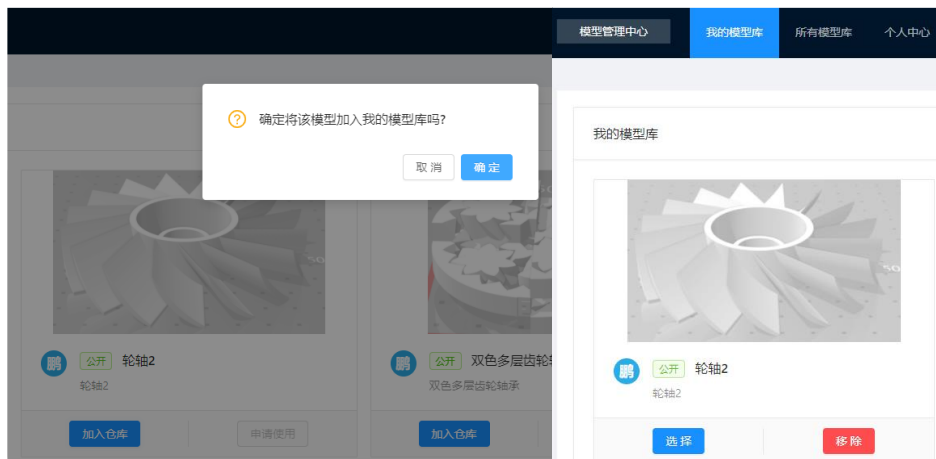 确定将该模型加入我的模型库吗?
取 消
确 定
鹏
公开
轮轴2
轮轴2
加入仓库
申请使用
鹏
公开
双色多层齿轮
双色多层齿轮轴承
加入仓库
模型管理中心
我的模型库
所有模型库
个人中心
我的模型库
鹏
公开
轮轴2
轮轴2
选 择
移 除